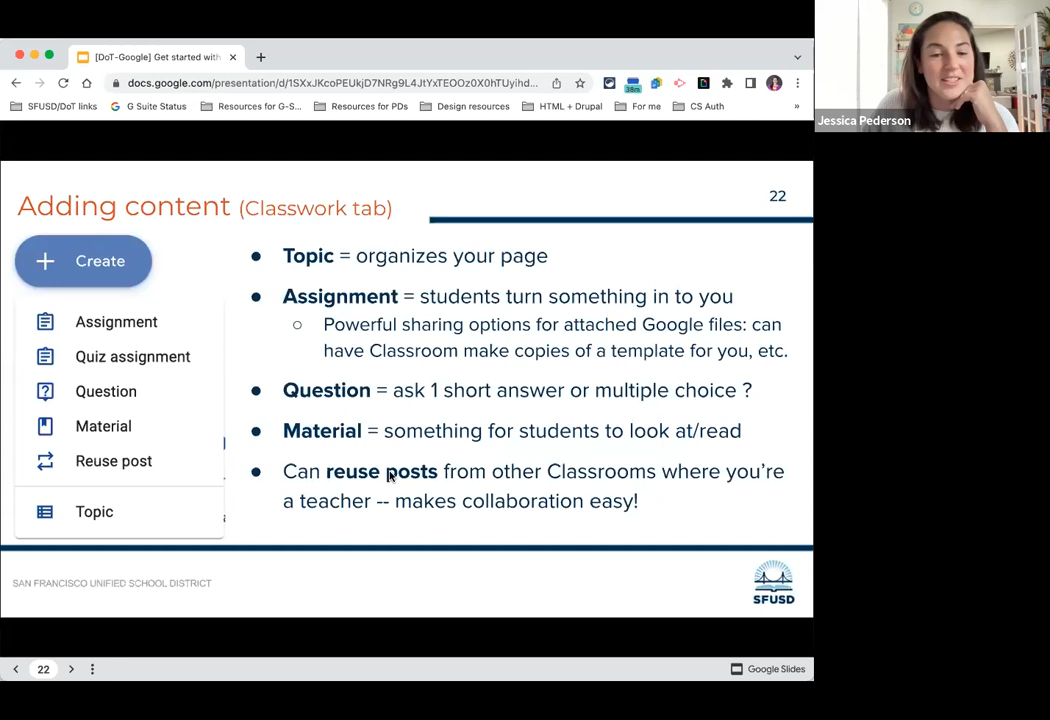 [DoT-Google] Get started with
docs.google.com/presentation/d/1SXxJKcoPEUkjD7NRg9L4JtYxTEOOz0X0hTUyihd...
38m
SFUSD/DoT links
G Suite Status
Resources for G-S...
Resources for PDs
Design resources
HTML + Drupal
For me
CS Auth
»
Jessica Pederson
Adding content (Classwork tab)
22
+ Create
Assignment
Quiz assignment
Question
Material
Reuse post
Topic
● Topic = organizes your page
● Assignment = students turn something in to you
○ Powerful sharing options for attached Google files: can
have Classroom make copies of a template for you, etc.
● Question = ask 1 short answer or multiple choice ?
● Material = something for students to look at/read
● Can reuse posts from other Classrooms where you're
a teacher -- makes collaboration easy!
SAN FRANCISCO UNIFIED SCHOOL DISTRICT
SFUSD
22
Google Slides